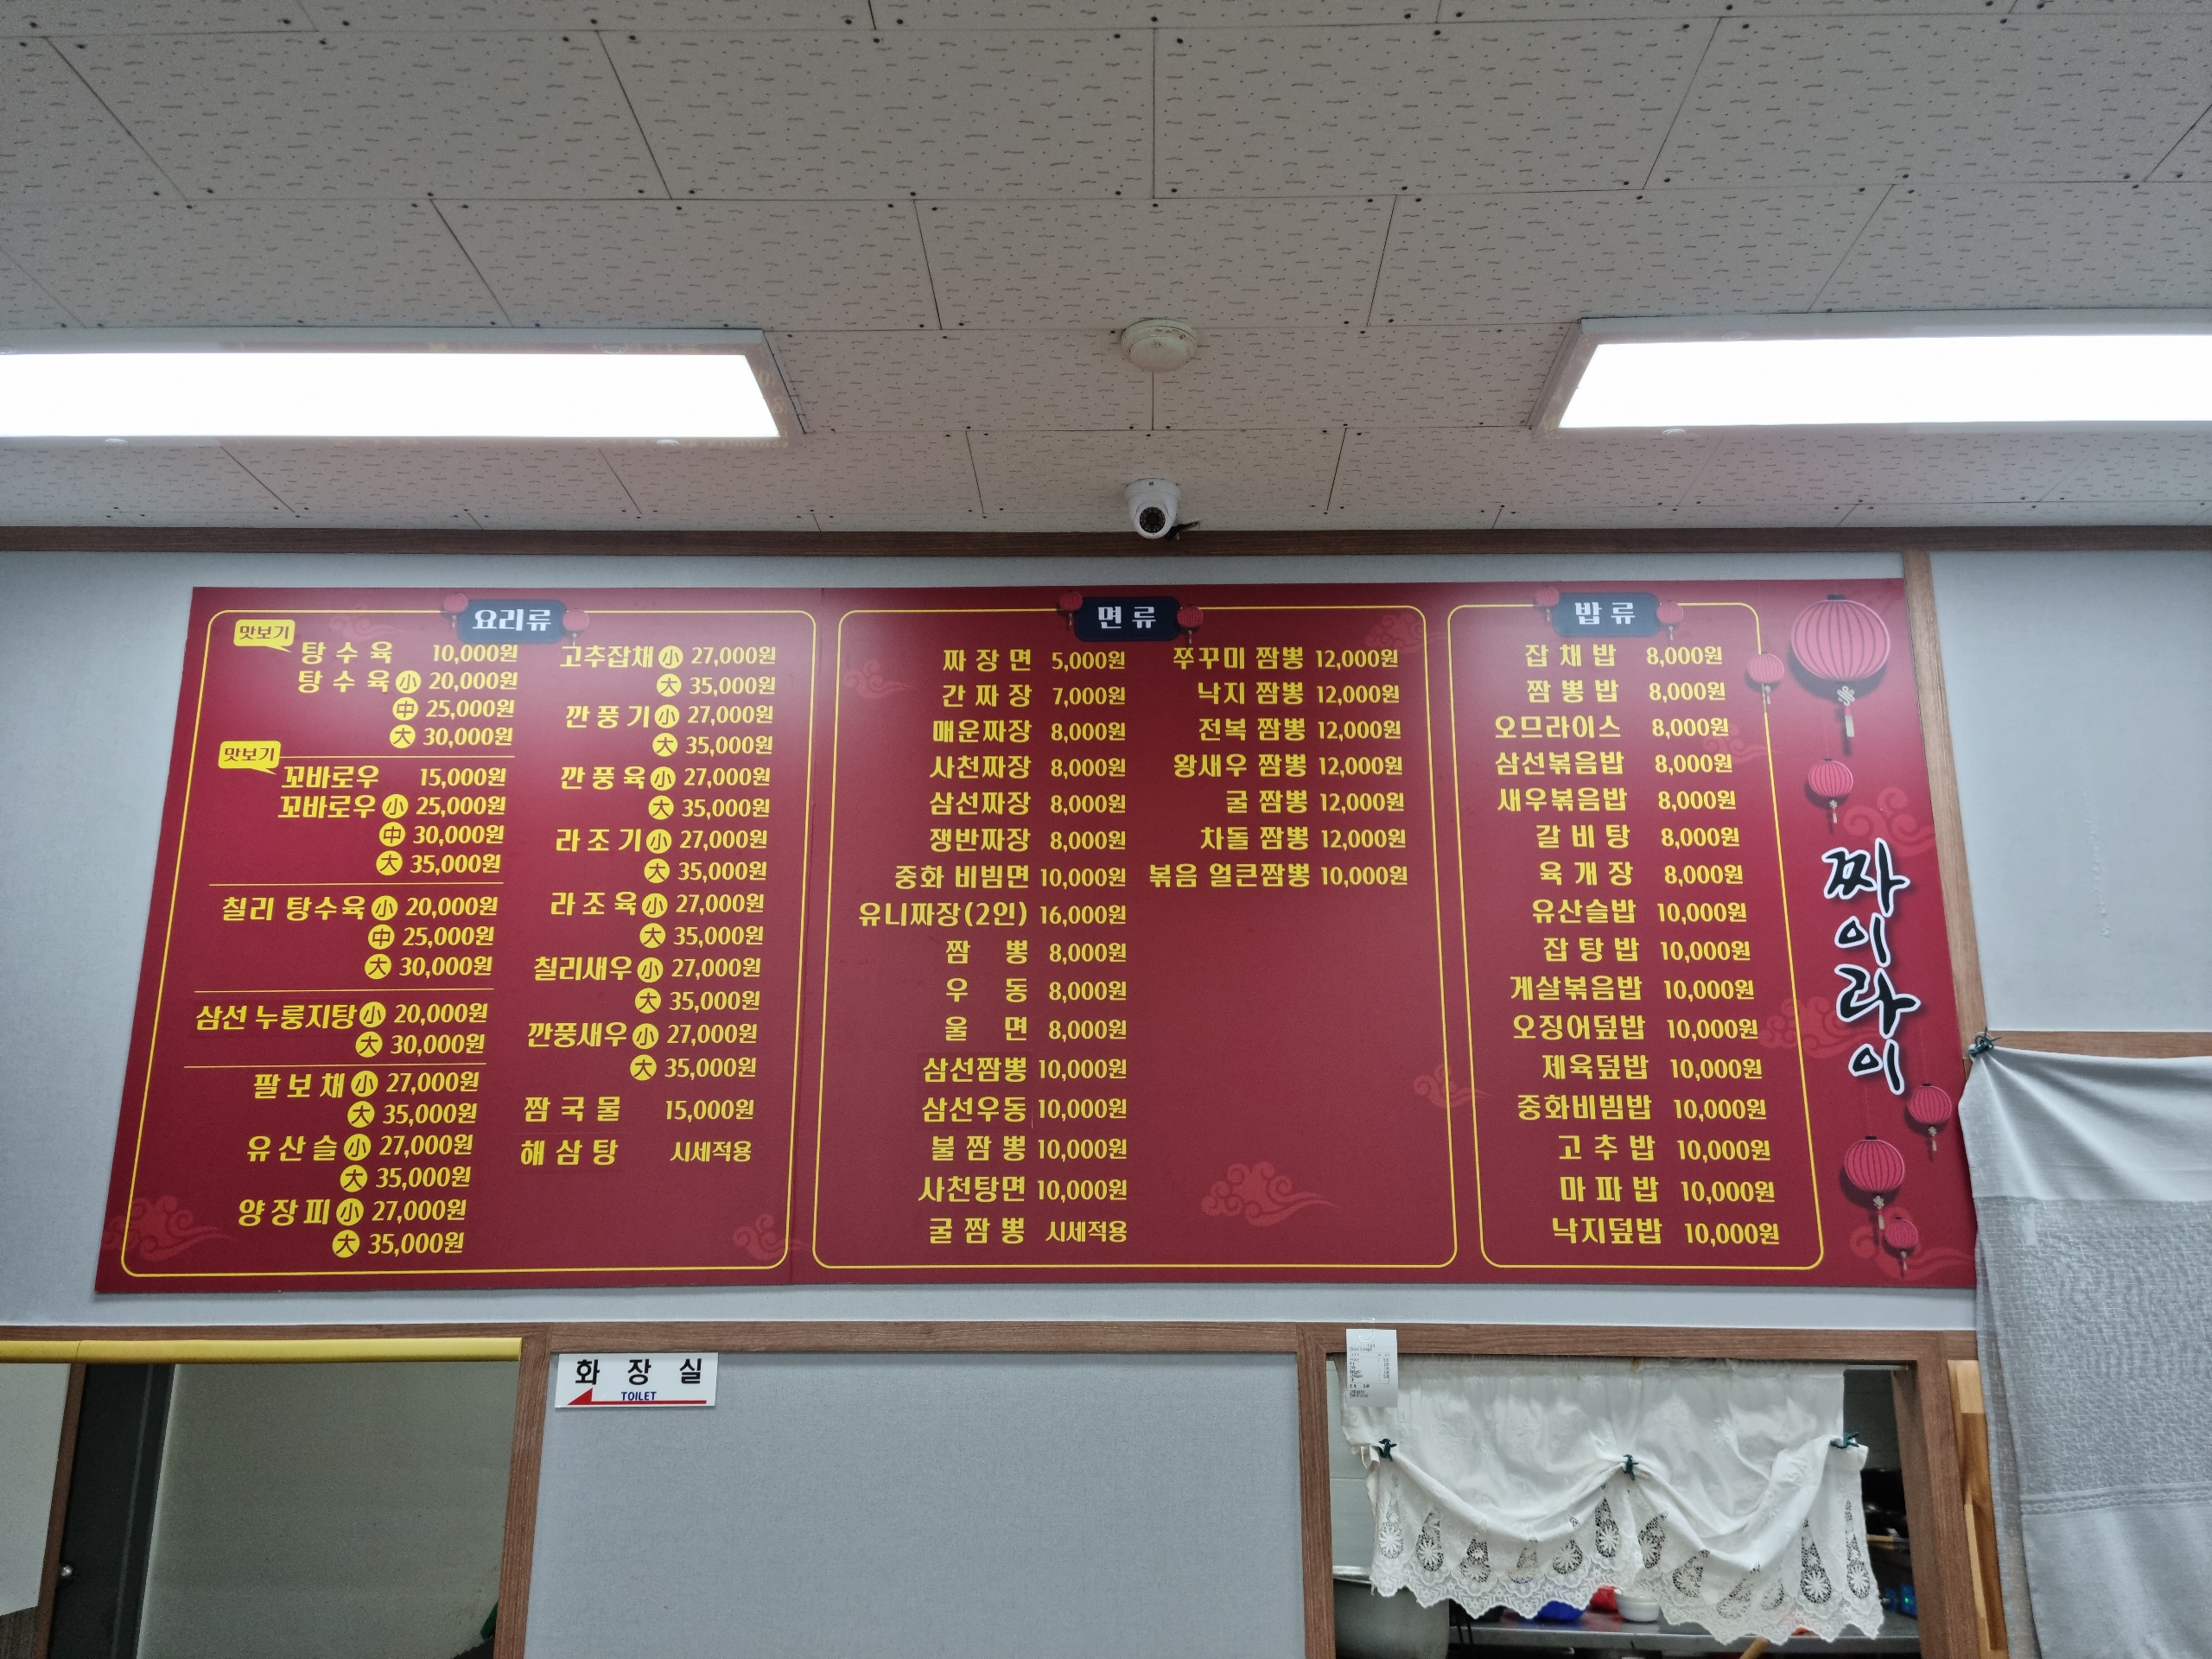 요리류
맛보기
탕수육 10,000원
탕수육 小 20,000원
中 25,000원
大 30,000원
맛보기
꼬바로우 15,000원
꼬바로우 小 25,000원
中 30,000원
大 35,000원
칠리 탕수육 小 20,000원
中 25,000원
大 30,000원
삼선 누룽지탕 小 20,000원
大 30,000원
팔보채 小 27,000원
大 35,000원
유산슬 小 27,000원
大 35,000원
양장피 小 27,000원
大 35,000원
고추잡채 小 27,000원
大 35,000원
깐풍기 小 27,000원
大 35,000원
깐풍육 小 27,000원
大 35,000원
라조기 小 27,000원
大 35,000원
라조육 小 27,000원
大 35,000원
칠리새우 小 27,000원
大 35,000원
깐풍새우 小 27,000원
大 35,000원
짬국물 15,000원
해삼탕 시세적용
면류
짜장면 5,000원
간짜장 7,000원
매운짜장 8,000원
사천짜장 8,000원
삼선짜장 8,000원
쟁반짜장 8,000원
중화 비빔면 10,000원
유니짜장(2인) 16,000원
짬뽕 8,000원
우동 8,000원
울면 8,000원
삼선짬뽕 10,000원
삼선우동 10,000원
불짬뽕 10,000원
사천탕면 10,000원
굴짬뽕 시세적용
쭈꾸미 짬뽕 12,000원
낙지 짬뽕 12,000원
전복 짬뽕 12,000원
왕새우 짬뽕 12,000원
굴 짬뽕 12,000원
차돌 짬뽕 12,000원
볶음 얼큰짬뽕 10,000원
밥류
잡채밥 8,000원
짬뽕밥 8,000원
오므라이스 8,000원
삼선볶음밥 8,000원
새우볶음밥 8,000원
갈비탕 8,000원
육개장 8,000원
유산슬밥 10,000원
잡탕밥 10,000원
게살볶음밥 10,000원
오징어덮밥 10,000원
제육덮밥 10,000원
중화비빔밥 10,000원
고추밥 10,000원
마파밥 10,000원
낙지덮밥 10,000원
짜이라이
화장실
TOILET